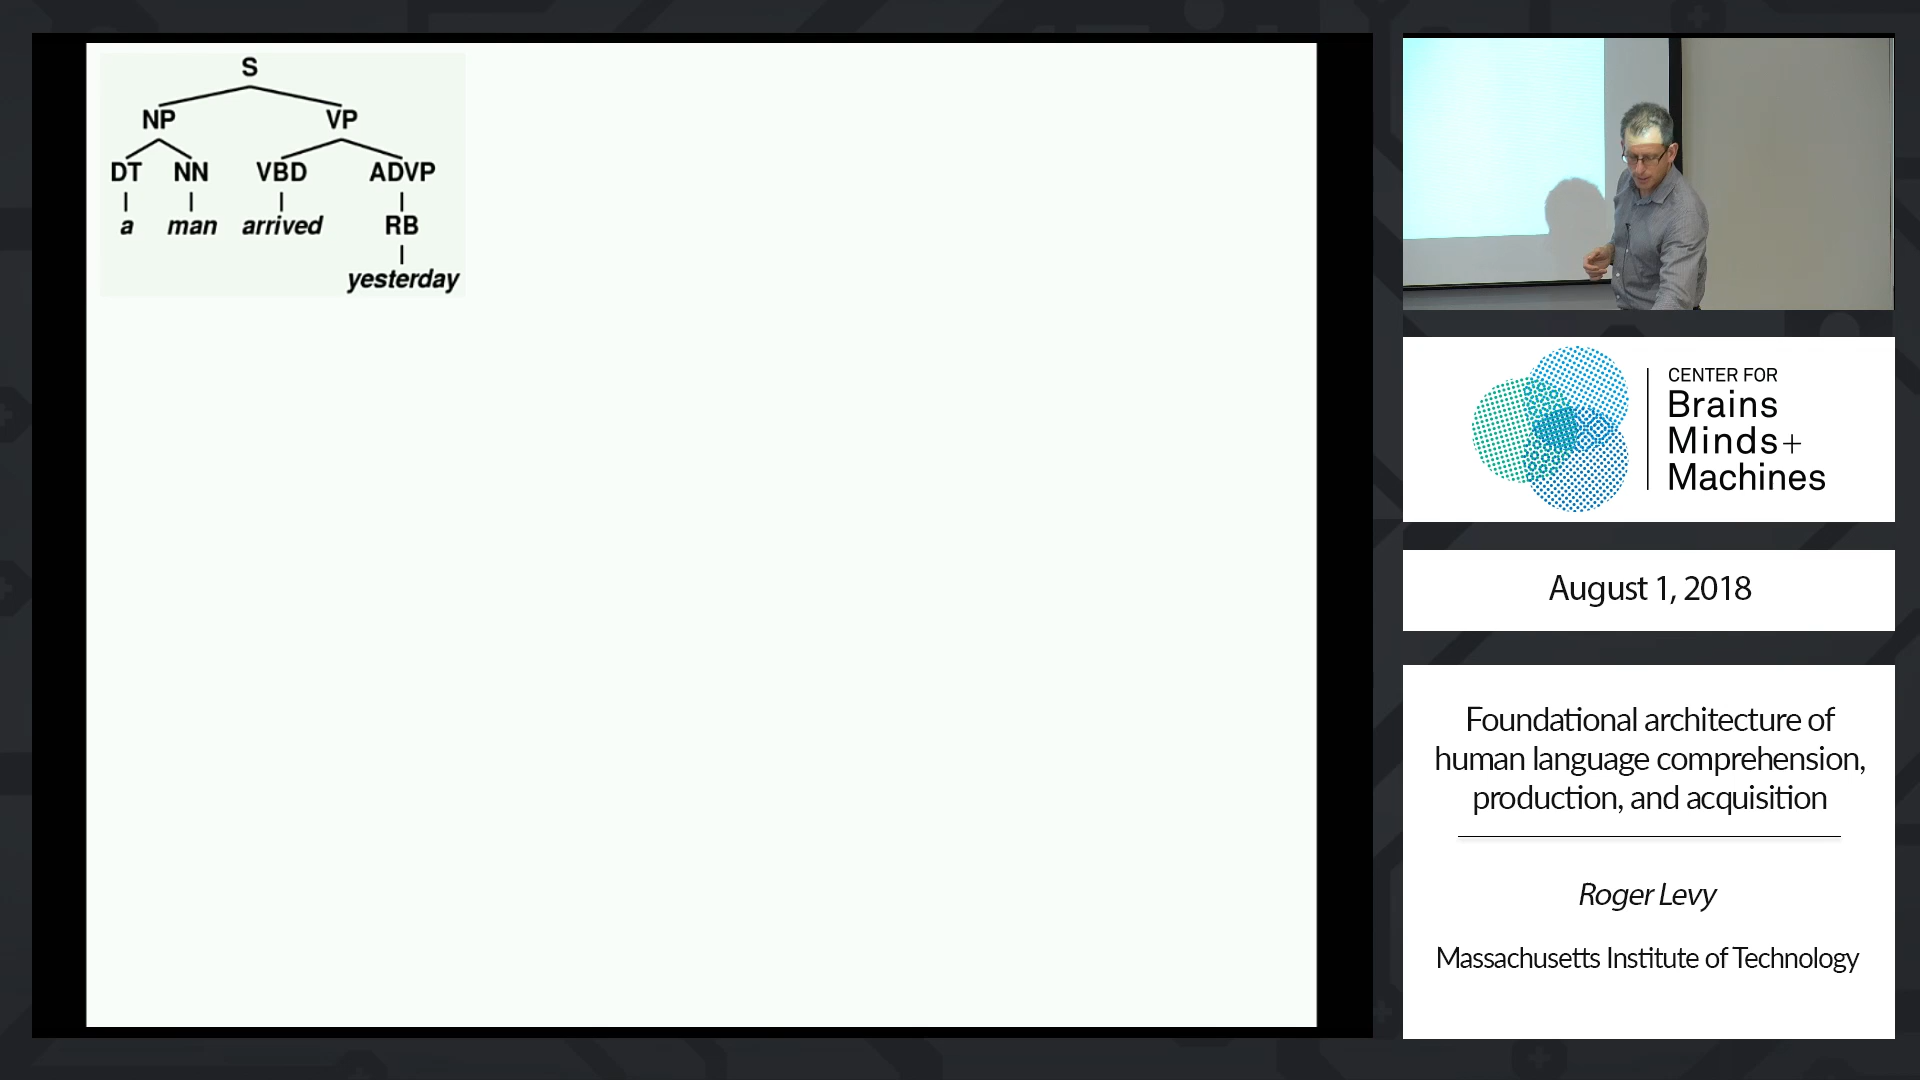 S
NP VP
DT NN VBD ADVP
a man arrived RB
yesterday
CENTER FOR
Brains
Minds+
Machines
August 1, 2018
Foundational architecture of
human language comprehension,
production, and acquisition
Roger Levy
Massachusetts Institute of Technology